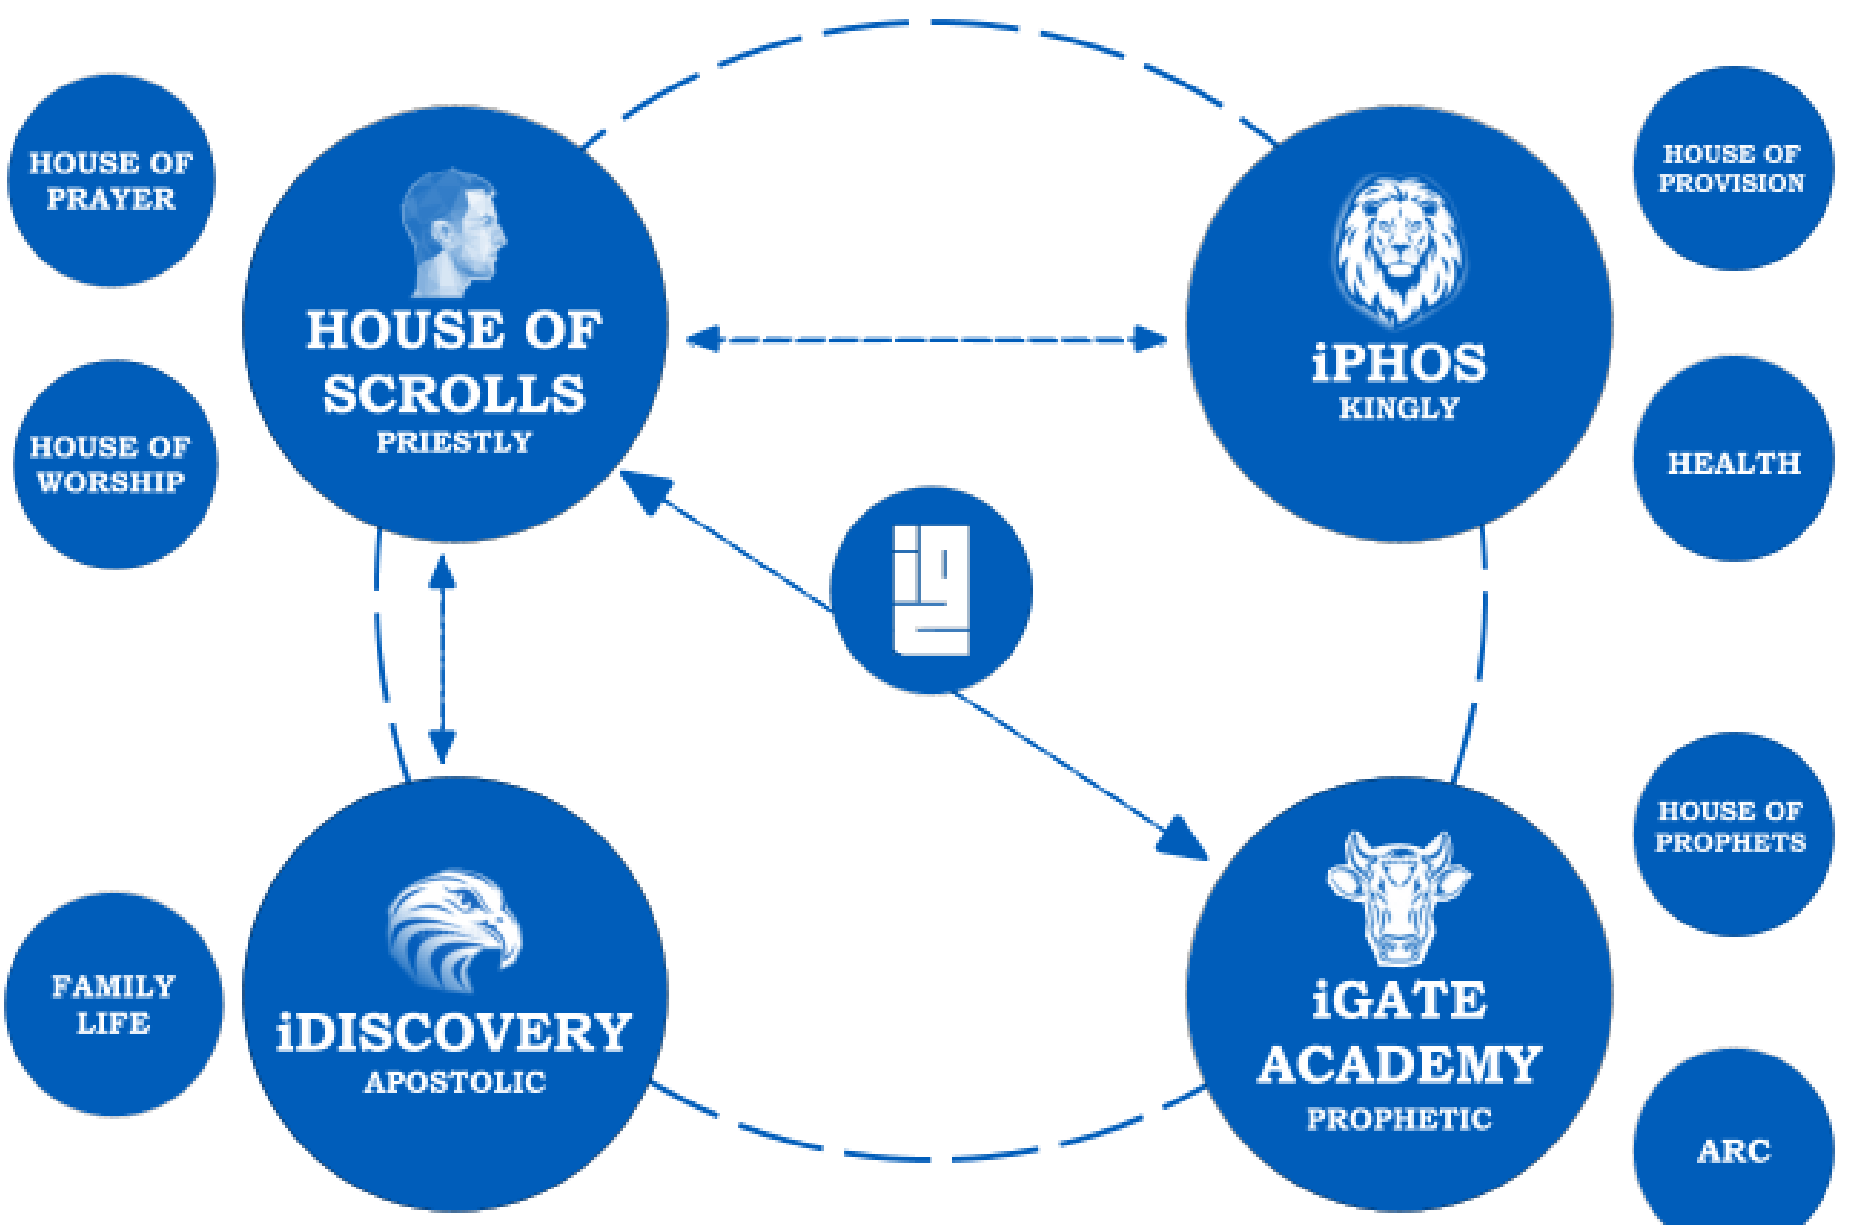 HOUSE OF
PRAYER
HOUSE OF
SCROLLS
PRIESTLY
iPHOS
KINGLY
HOUSE OF
PROVISION
HOUSE OF
WORSHIP
HEALTH
HOUSE OF
PROPHETS
FAMILY
LIFE
iDISCOVERY
APOSTOLIC
iGATE
ACADEMY
PROPHETIC
ARC